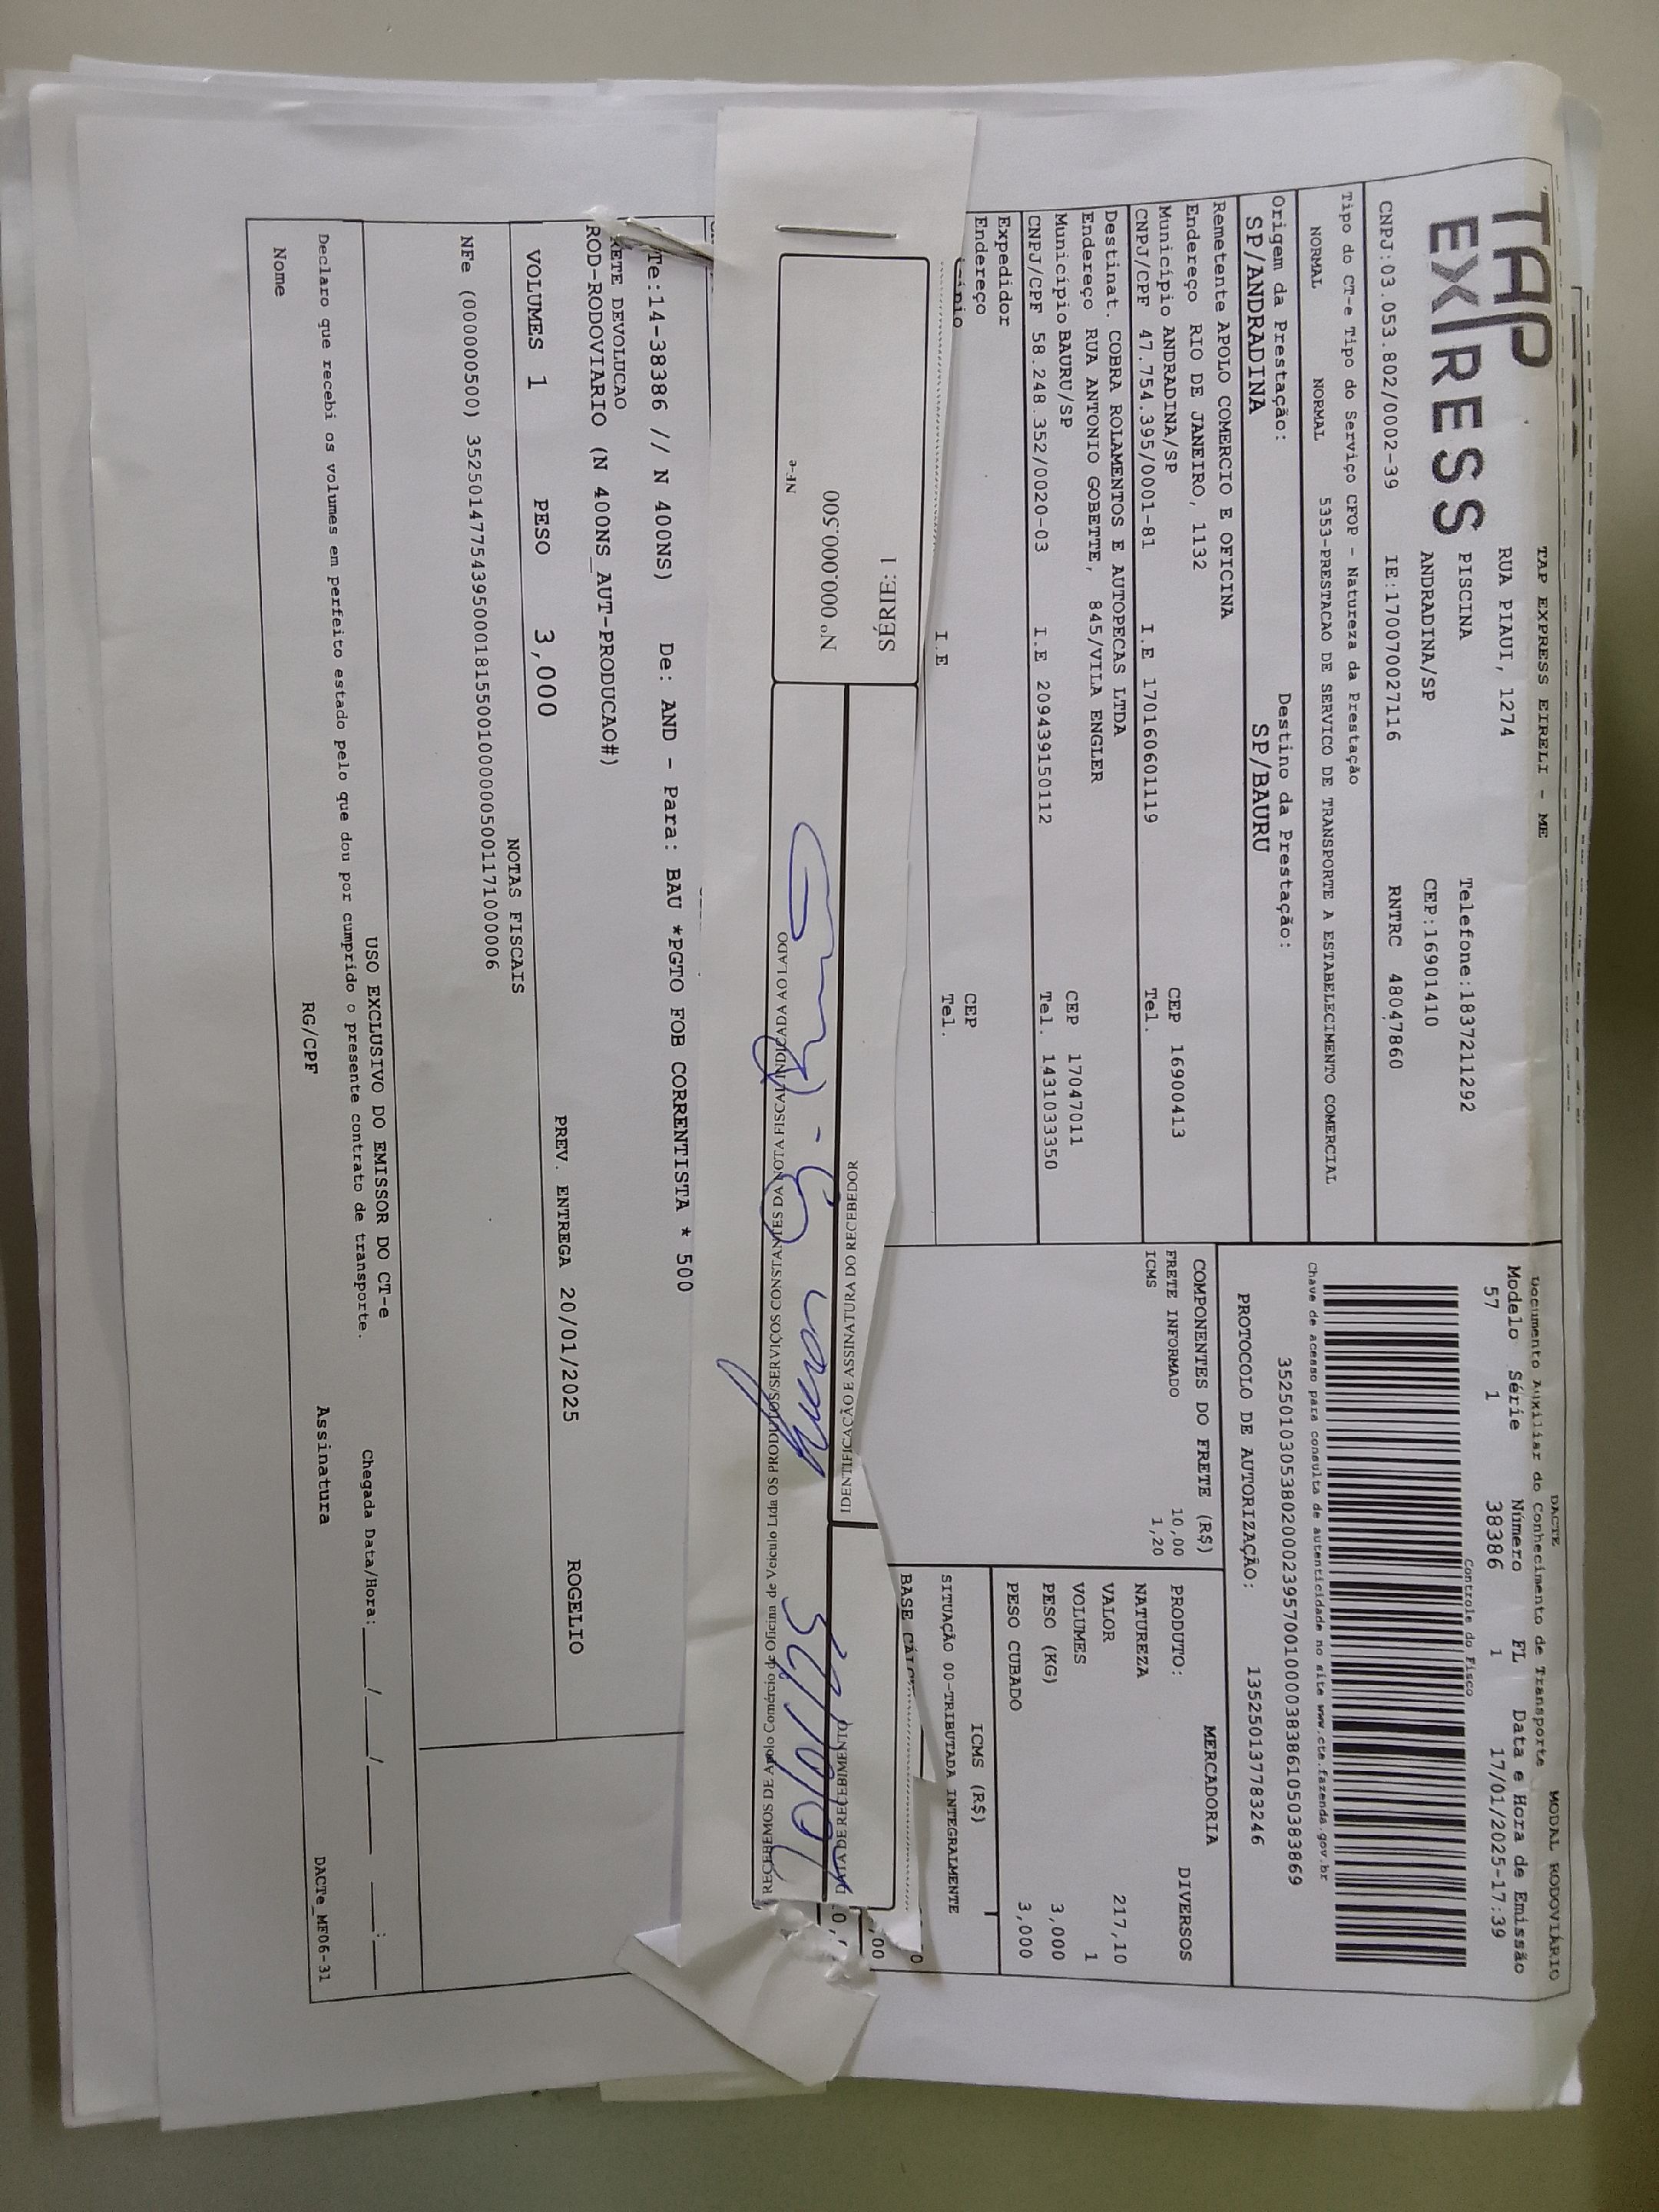 TAP EXPRESS
TAP EXPRESS EIRELI - ME
RUA PIAUI, 1274
PISCINA Telefone:1837211292
ANDRADINA/SP CEP:16901410
CNPJ:03.053.802/0002-39 IE:170070027116 RNTRC 48047860
DACTE MODAL RODOVIÁRIO
Documento Auxiliar do Conhecimento de Transporte
Modelo Série Número FL Data e Hora de Emissão
57 1 38386 1 17/01/2025-17:39
Controle do Fisco
Chave de acesso para consulta de autenticidade no site www.cte.fazenda.gov.br
35250103053802000239570010000383861050383869
PROTOCOLO DE AUTORIZAÇÃO: 135250137783246
Tipo do CT-e Tipo do Serviço CFOP - Natureza da Prestação
NORMAL NORMAL 5353-PRESTACAO DE SERVICO DE TRANSPORTE A ESTABELECIMENTO COMERCIAL
Origem da Prestação: Destino da Prestação:
SP/ANDRADINA SP/BAURU
Remetente APOLO COMERCIO E OFICINA
Endereço RIO DE JANEIRO, 1132
Município ANDRADINA/SP CEP 16900413
CNPJ/CPF 47.754.395/0001-81 I.E 170160601119 Tel.
Destinat. COBRA ROLAMENTOS E AUTOPECAS LTDA
Endereço RUA ANTONIO GOBETTE, 845/VILA ENGLER
Município BAURU/SP CEP 17047011
CNPJ/CPF 58.248.352/0020-03 I.E 209439150112 Tel. 1431033350
Expedidor
Endereço
CEP
I.E Tel.
COMPONENTES DO FRETE (R$)
FRETE INFORMADO 10,00
ICMS 1,20
MERCADORIA
PRODUTO: DIVERSOS
NATUREZA
VALOR 217,10
VOLUMES 1
PESO (KG) 3,000
PESO CUBADO 3,000
ICMS (R$)
SITUAÇÃO 00-TRIBUTADA INTEGRALMENTE
BASE
RECEBEMOS DE Apolo Comércio de Oficina de Veículo Ltda OS PRODUTOS/SERVIÇOS CONSTANTES DA NOTA FISCAL INDICADA AO LADO
DATA DE RECEBIMENTO
IDENTIFICAÇÃO E ASSINATURA DO RECEBEDOR
NF-e
Nº 000.000.500
SÉRIE: 1
Te:14-38386 // N 400NS) De: AND - Para: BAU *PGTO FOB CORRENTISTA * 500
RETE DEVOLUCAO
ROD-RODOVIARIO (N 400NS_AUT-PRODUCAO#)
VOLUMES 1 PESO 3,000 PREV. ENTREGA 20/01/2025 ROGELIO
NOTAS FISCAIS
NFe (000000500) 35250147754395000181550010000005001171000006
USO EXCLUSIVO DO EMISSOR DO CT-e
Declaro que recebi os volumes em perfeito estado pelo que dou por cumprido o presente contrato de transporte. Chegada Data/Hora:____/____/______ ____:____
Nome RG/CPF Assinatura
DACTe_MF06-31